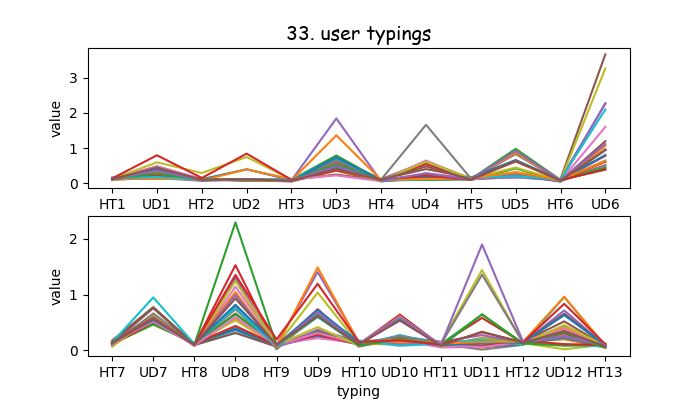 33. user typings
value
3
2
1
0
HT1 UD1 HT2 UD2 HT3 UD3 HT4 UD4 HT5 UD5 HT6 UD6
value
2
1
0
HT7 UD7 HT8 UD8 HT9 UD9 HT10 UD10 HT11 UD11 HT12 UD12 HT13
typing